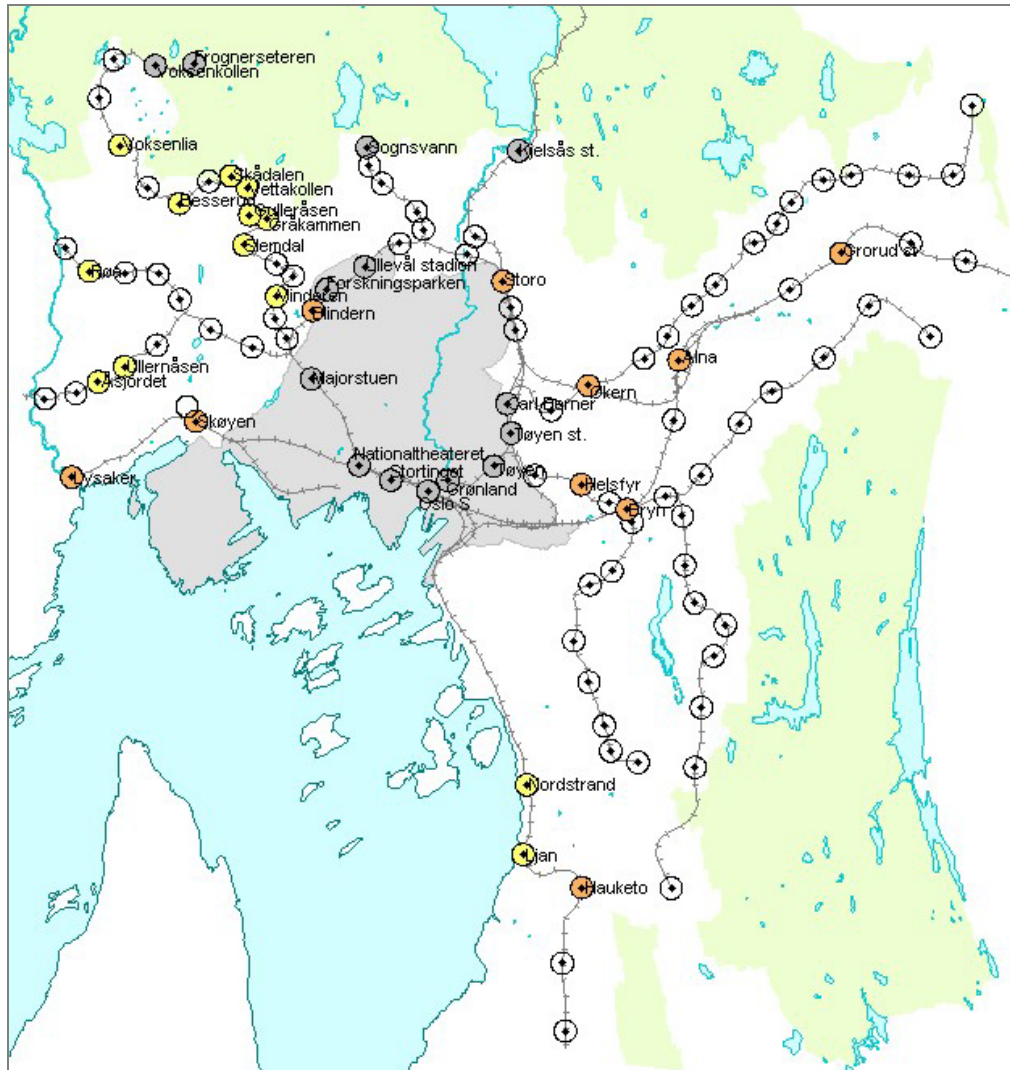 Frognerseteren
Voksenkollen
Voksenlia
Sognsvann
Kjelsås st.
Skådalen
Vettakollen
Besserud
Gulleråsen
Gråkammen
Slemdal
Grorud st.
Røa
Ullevål stadion
Storo
Forskningsparken
Vinderen
Blindern
Alna
Ullernåsen
Åsjordet
Majorstuen
Økern
Carl Berner
Skøyen
Tøyen st.
Nationaltheateret
Tøyen
Stortinget
Lysaker
Helsfyr
Grønland
Oslo S
Bryn
Nordstrand
Ljan
Hauketo